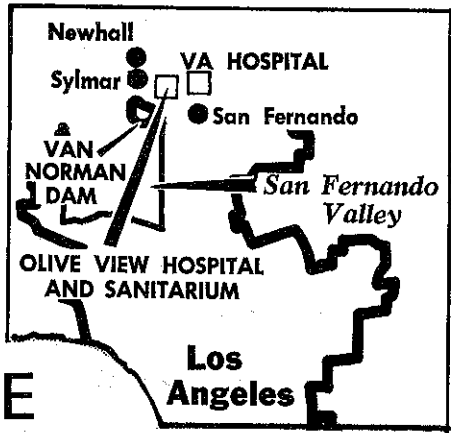 Newhall
Sylmar
VA HOSPITAL
San Fernando
VAN
NORMAN
DAM
San Fernando
Valley
OLIVE VIEW HOSPITAL
AND SANITARIUM
Los
Angeles
E